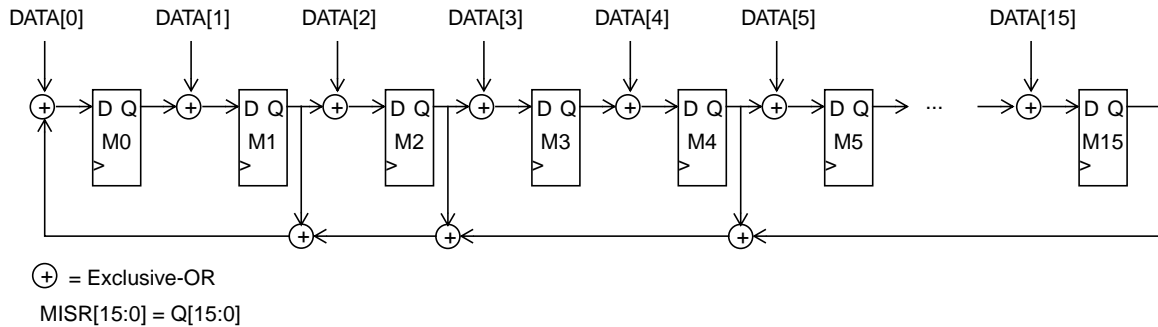 DATA[0] DATA[1] DATA[2] DATA[3] DATA[4] DATA[5] DATA[15]
+ + + + + + +
D Q D Q D Q D Q D Q D Q ... D Q
M0 M1 M2 M3 M4 M5 M15
+ + +
+ = Exclusive-OR
MISR[15:0] = Q[15:0]